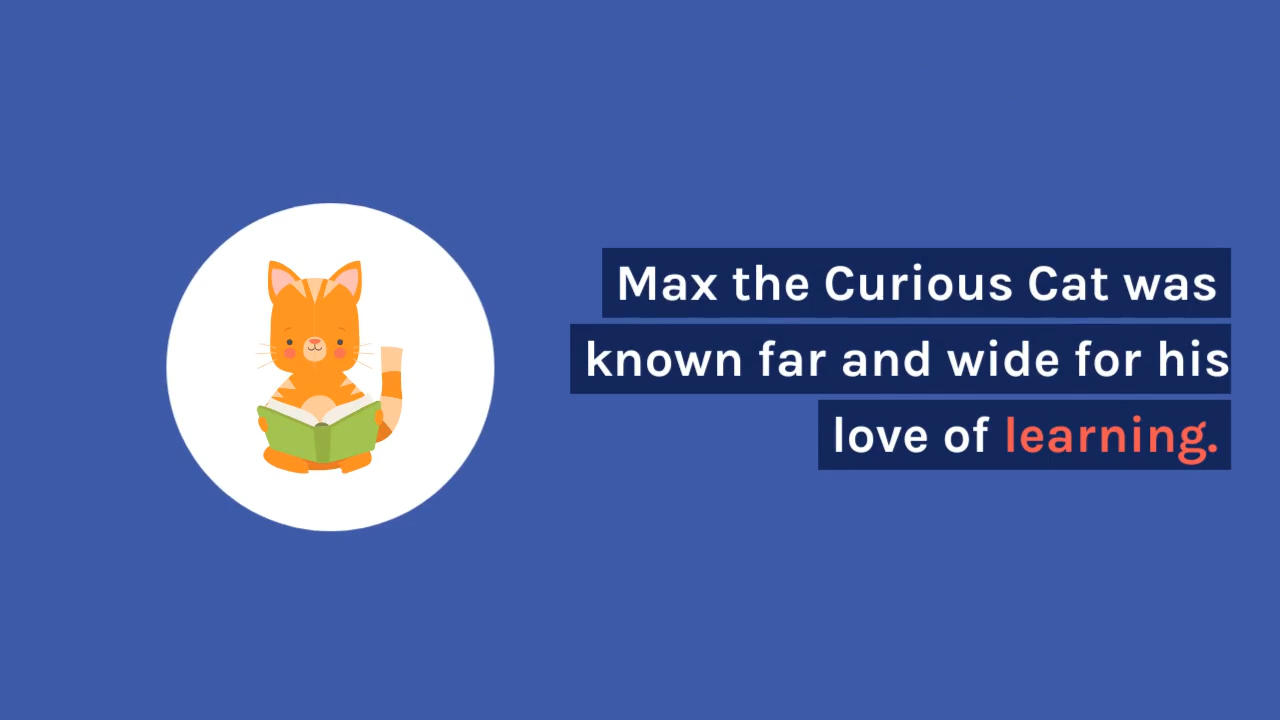 Max the Curious Cat was
known far and wide for his
love of learning.